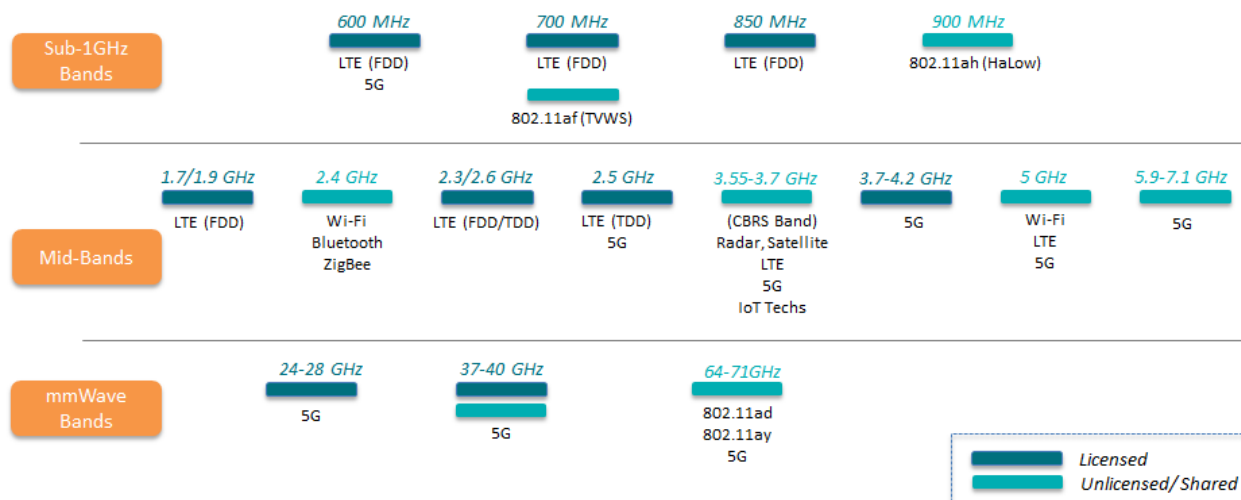 600 MHz
700 MHz
850 MHz
900 MHz
Sub-1GHz
Bands
LTE (FDD)
5G
LTE (FDD)
802.11af (TVWS)
LTE (FDD)
802.11ah (HaLow)
1.7/1.9 GHz
2.4 GHz
2.3/2.6 GHz
2.5 GHz
3.55-3.7 GHz
3.7-4.2 GHz
5 GHz
5.9-7.1 GHz
Mid-Bands
LTE (FDD)
Wi-Fi
Bluetooth
ZigBee
LTE (FDD/TDD)
LTE (TDD)
5G
(CBRS Band)
Radar, Satellite
LTE
5G
IoT Techs
5G
Wi-Fi
LTE
5G
5G
24-28 GHz
37-40 GHz
64-71GHz
mmWave
Bands
5G
5G
802.11ad
802.11ay
5G
Licensed
Unlicensed/ Shared